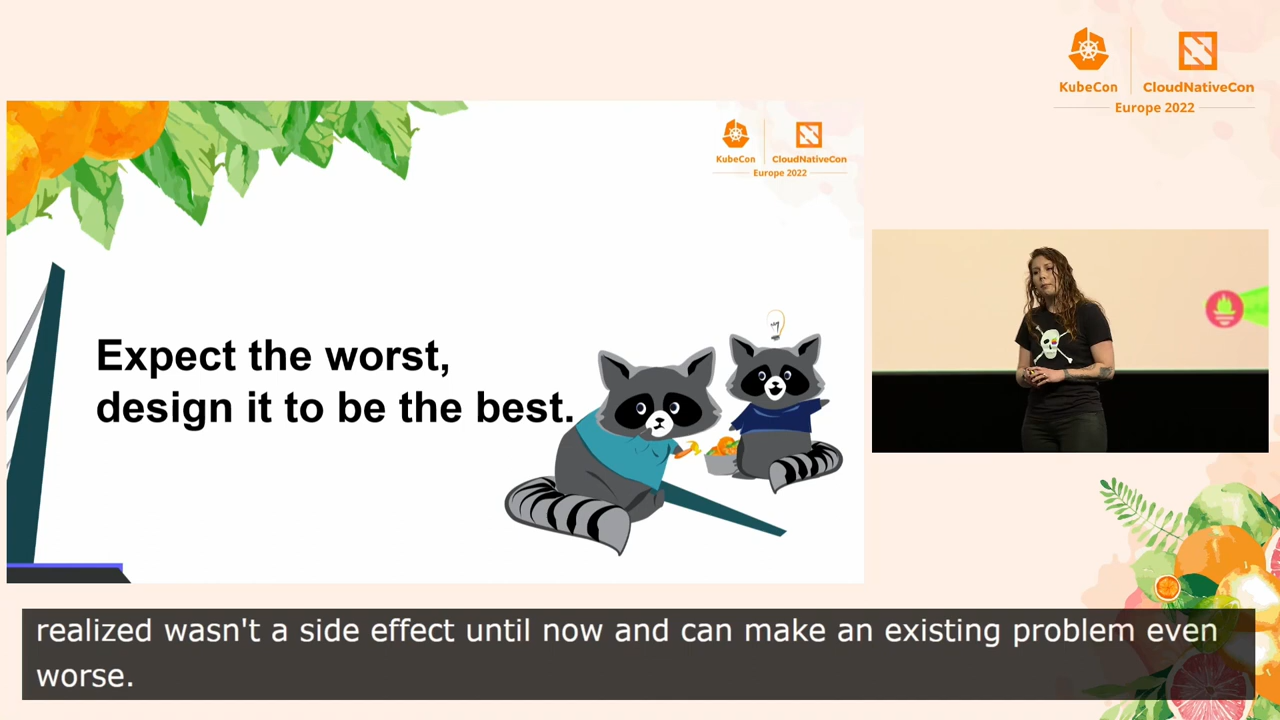 KubeCon
CloudNativeCon
Europe 2022
KubeCon
CloudNativeCon
Europe 2022
Expect the worst,
design it to be the best.
realized wasn't a side effect until now and can make an existing problem even
worse.